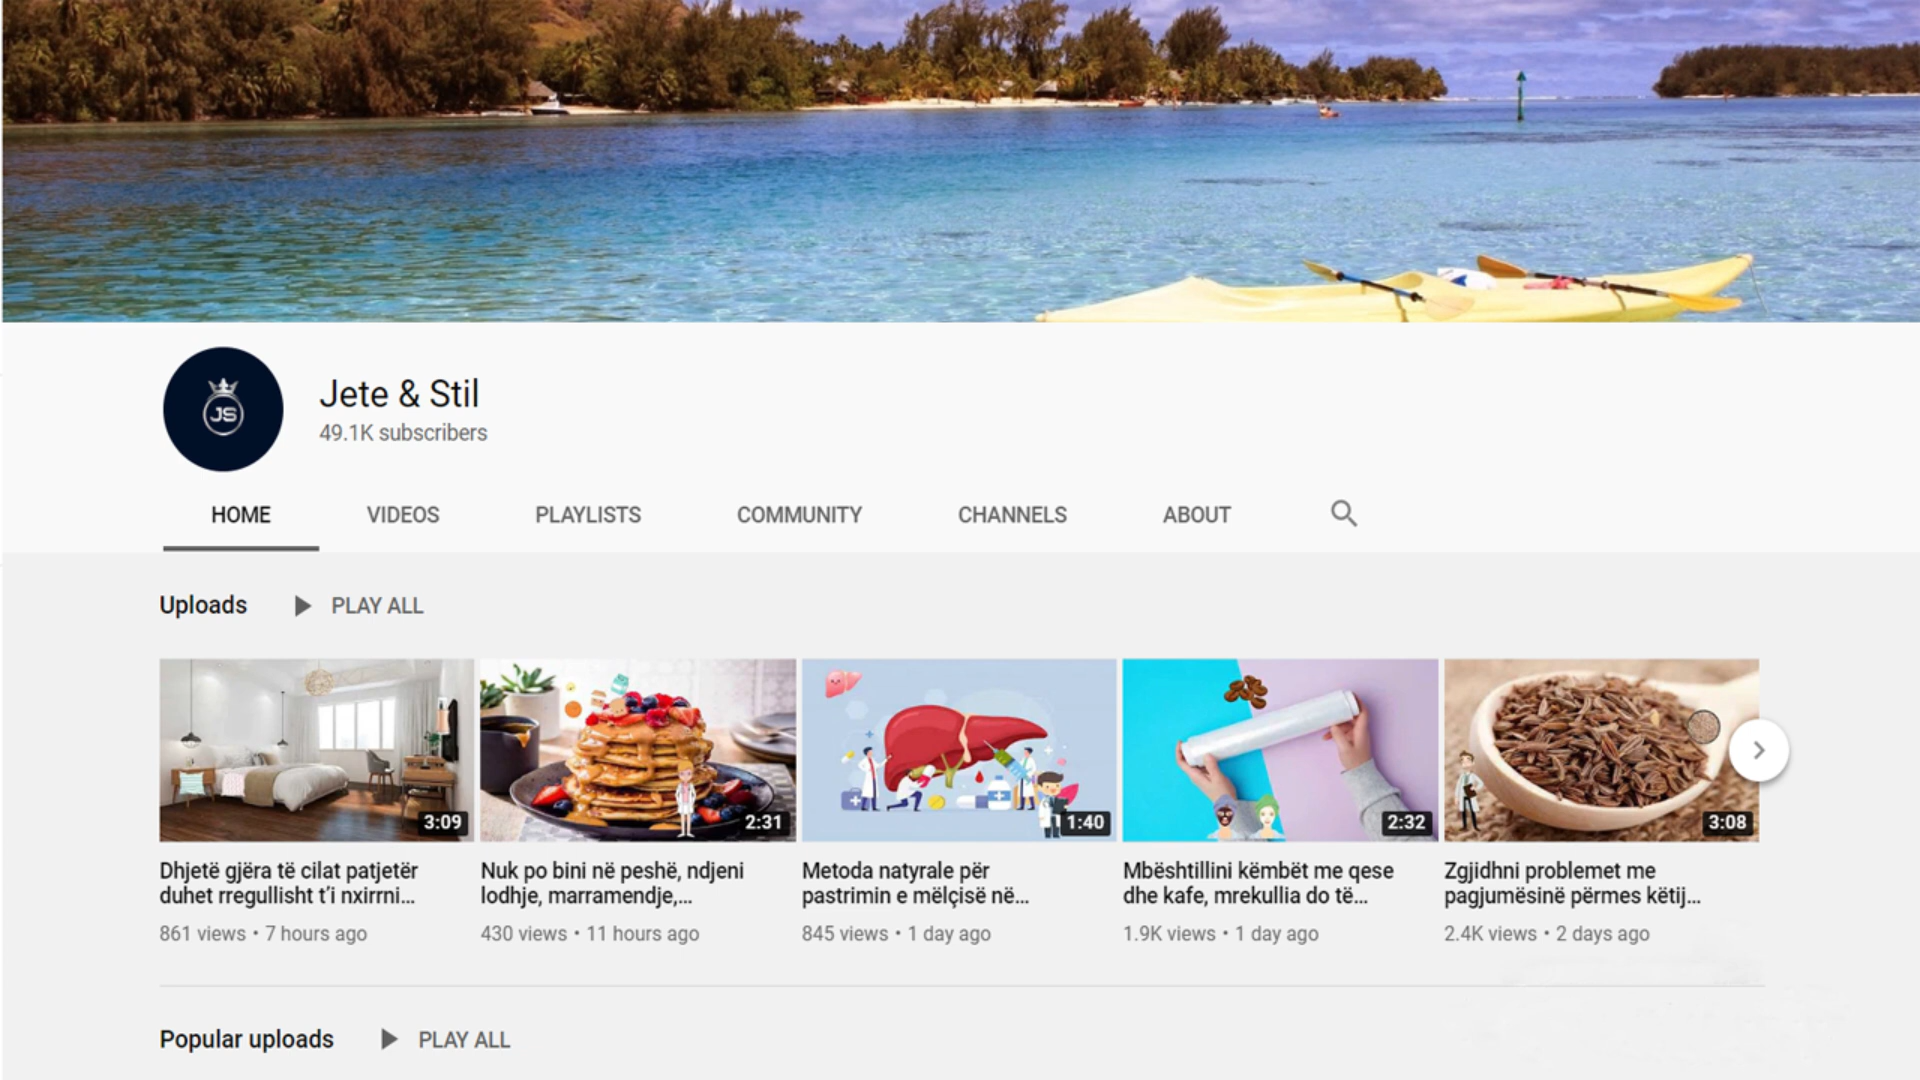 JS
Jete & Stil
49.1K subscribers
HOME VIDEOS PLAYLISTS COMMUNITY CHANNELS ABOUT
Uploads PLAY ALL
3:09 2:31 1:40 2:32 3:08
Dhjetë gjëra të cilat patjetër
duhet rregullisht t'i nxirrni...
861 views • 7 hours ago
Nuk po bini në peshë, ndjeni
lodhje, marramendje,...
430 views • 11 hours ago
Metoda natyrale për
pastrimin e mëlçisë në...
845 views • 1 day ago
Mbështillini këmbët me qese
dhe kafe, mrekullia do të...
1.9K views • 1 day ago
Zgjidhni problemet me
pagjumësinë përmes këtij...
2.4K views • 2 days ago
Popular uploads PLAY ALL